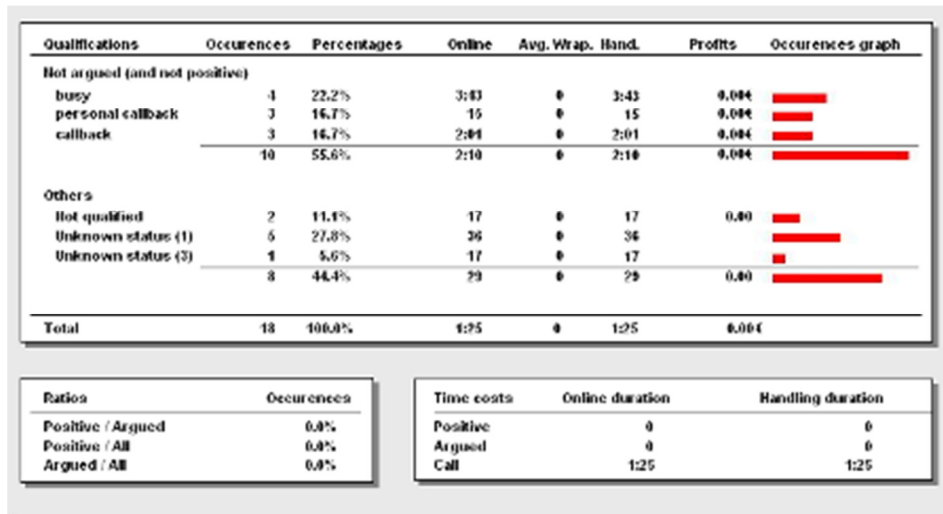 Qualifications Occurences Percentages Online Avg. Wrap. Hand. Profits Occurences graph
Not argued (and not positive)
busy 4 22.2% 3:43 0 3:43 0.00€
personal callback 3 16.7% 15 0 15 0.00€
callback 3 16.7% 2:01 0 2:01 0.00€
10 55.6% 2:10 0 2:10 0.00€
Others
Not qualified 2 11.1% 17 0 17 0.00
Unknown status (1) 5 27.8% 36 0 36
Unknown status (3) 1 5.6% 17 0 17
8 44.4% 29 0 29 0.00
Total 18 100.0% 1:25 0 1:25 0.00€
Ratios Occurences
Positive / Argued 0.0%
Positive / All 0.0%
Argued / All 0.0%
Time costs Online duration Handling duration
Positive 0 0
Argued 0 0
Call 1:25 1:25